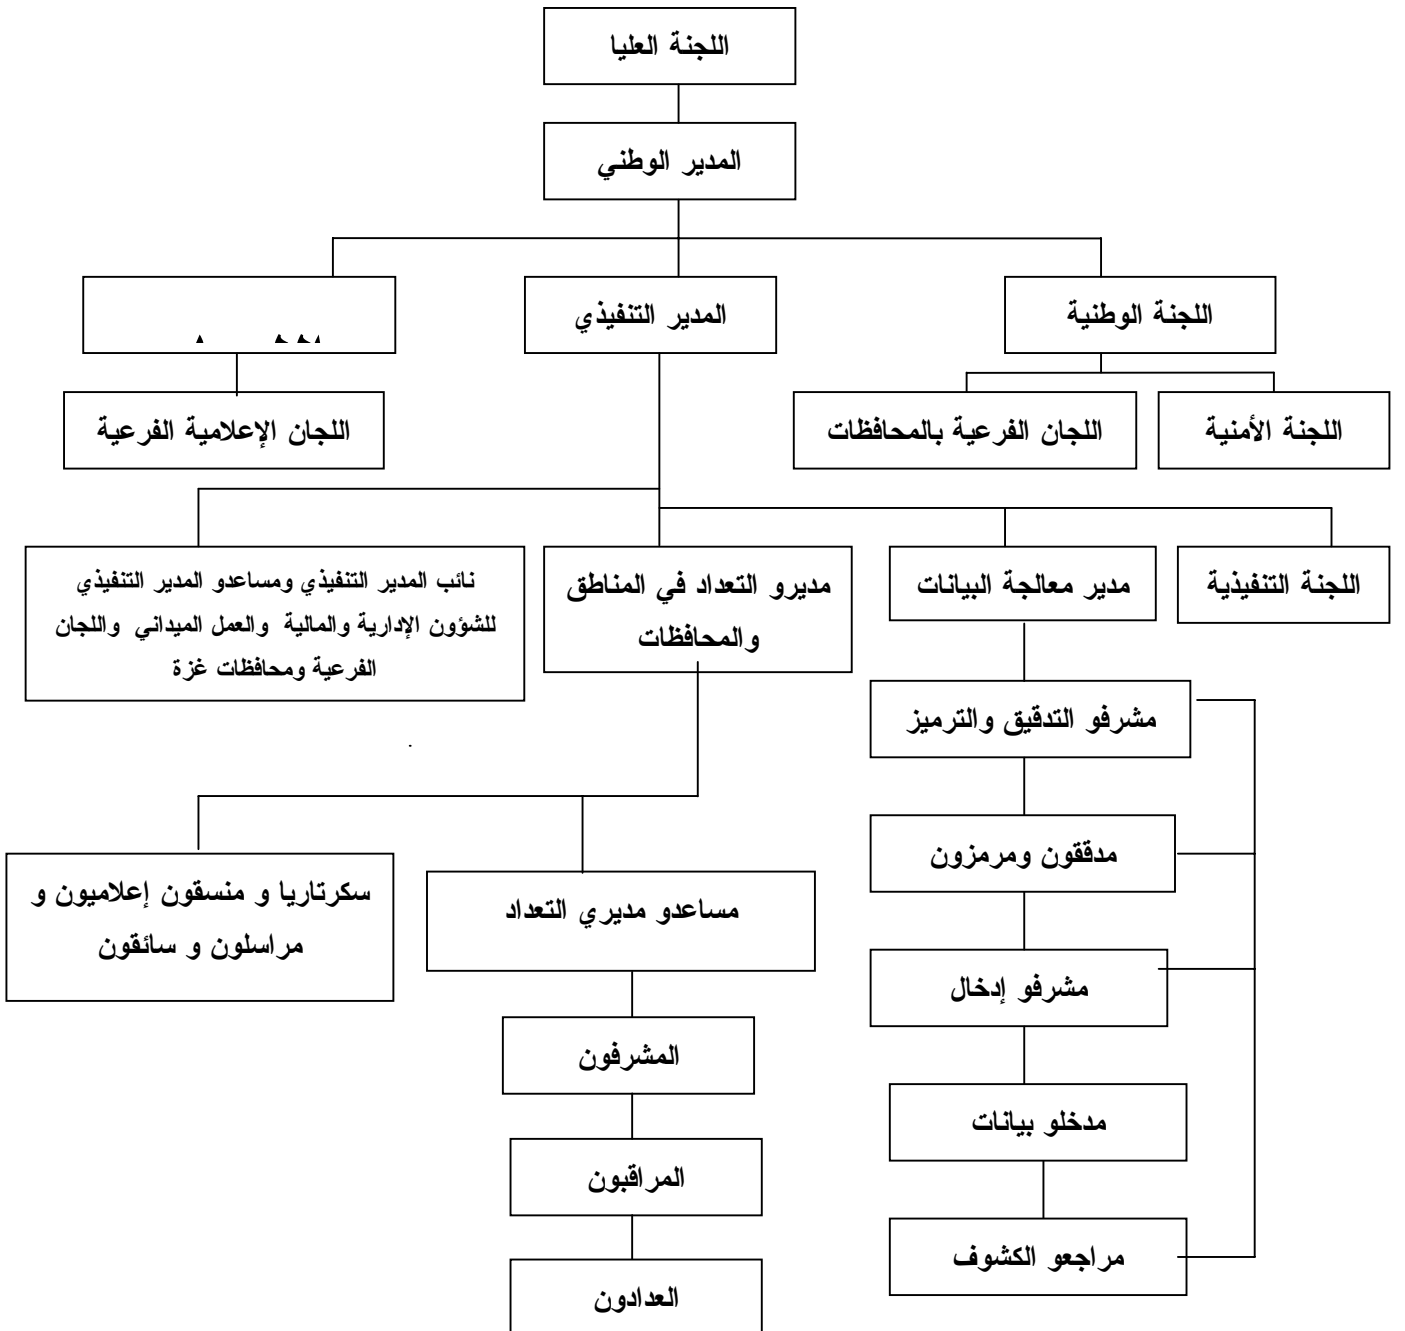 اللجنة العليا
المدير الوطني
اللجنة الوطنية
المدير التنفيذي
اللجنة الأمنية
اللجان الفرعية بالمحافظات
اللجان الإعلامية الفرعية
اللجنة التنفيذية
مدير معالجة البيانات
مديرو التعداد في المناطق
والمحافظات
نائب المدير التنفيذي ومساعدو المدير التنفيذي
للشؤون الإدارية والمالية والعمل الميداني واللجان
الفرعية ومحافظات غزة
مشرفو التدقيق والترميز
مدققون ومرمزون
مشرفو إدخال
مدخلو بيانات
مراجعو الكشوف
مساعدو مديري التعداد
سكرتاريا و منسقون إعلاميون و
مراسلون و سائقون
المشرفون
المراقبون
العدادون